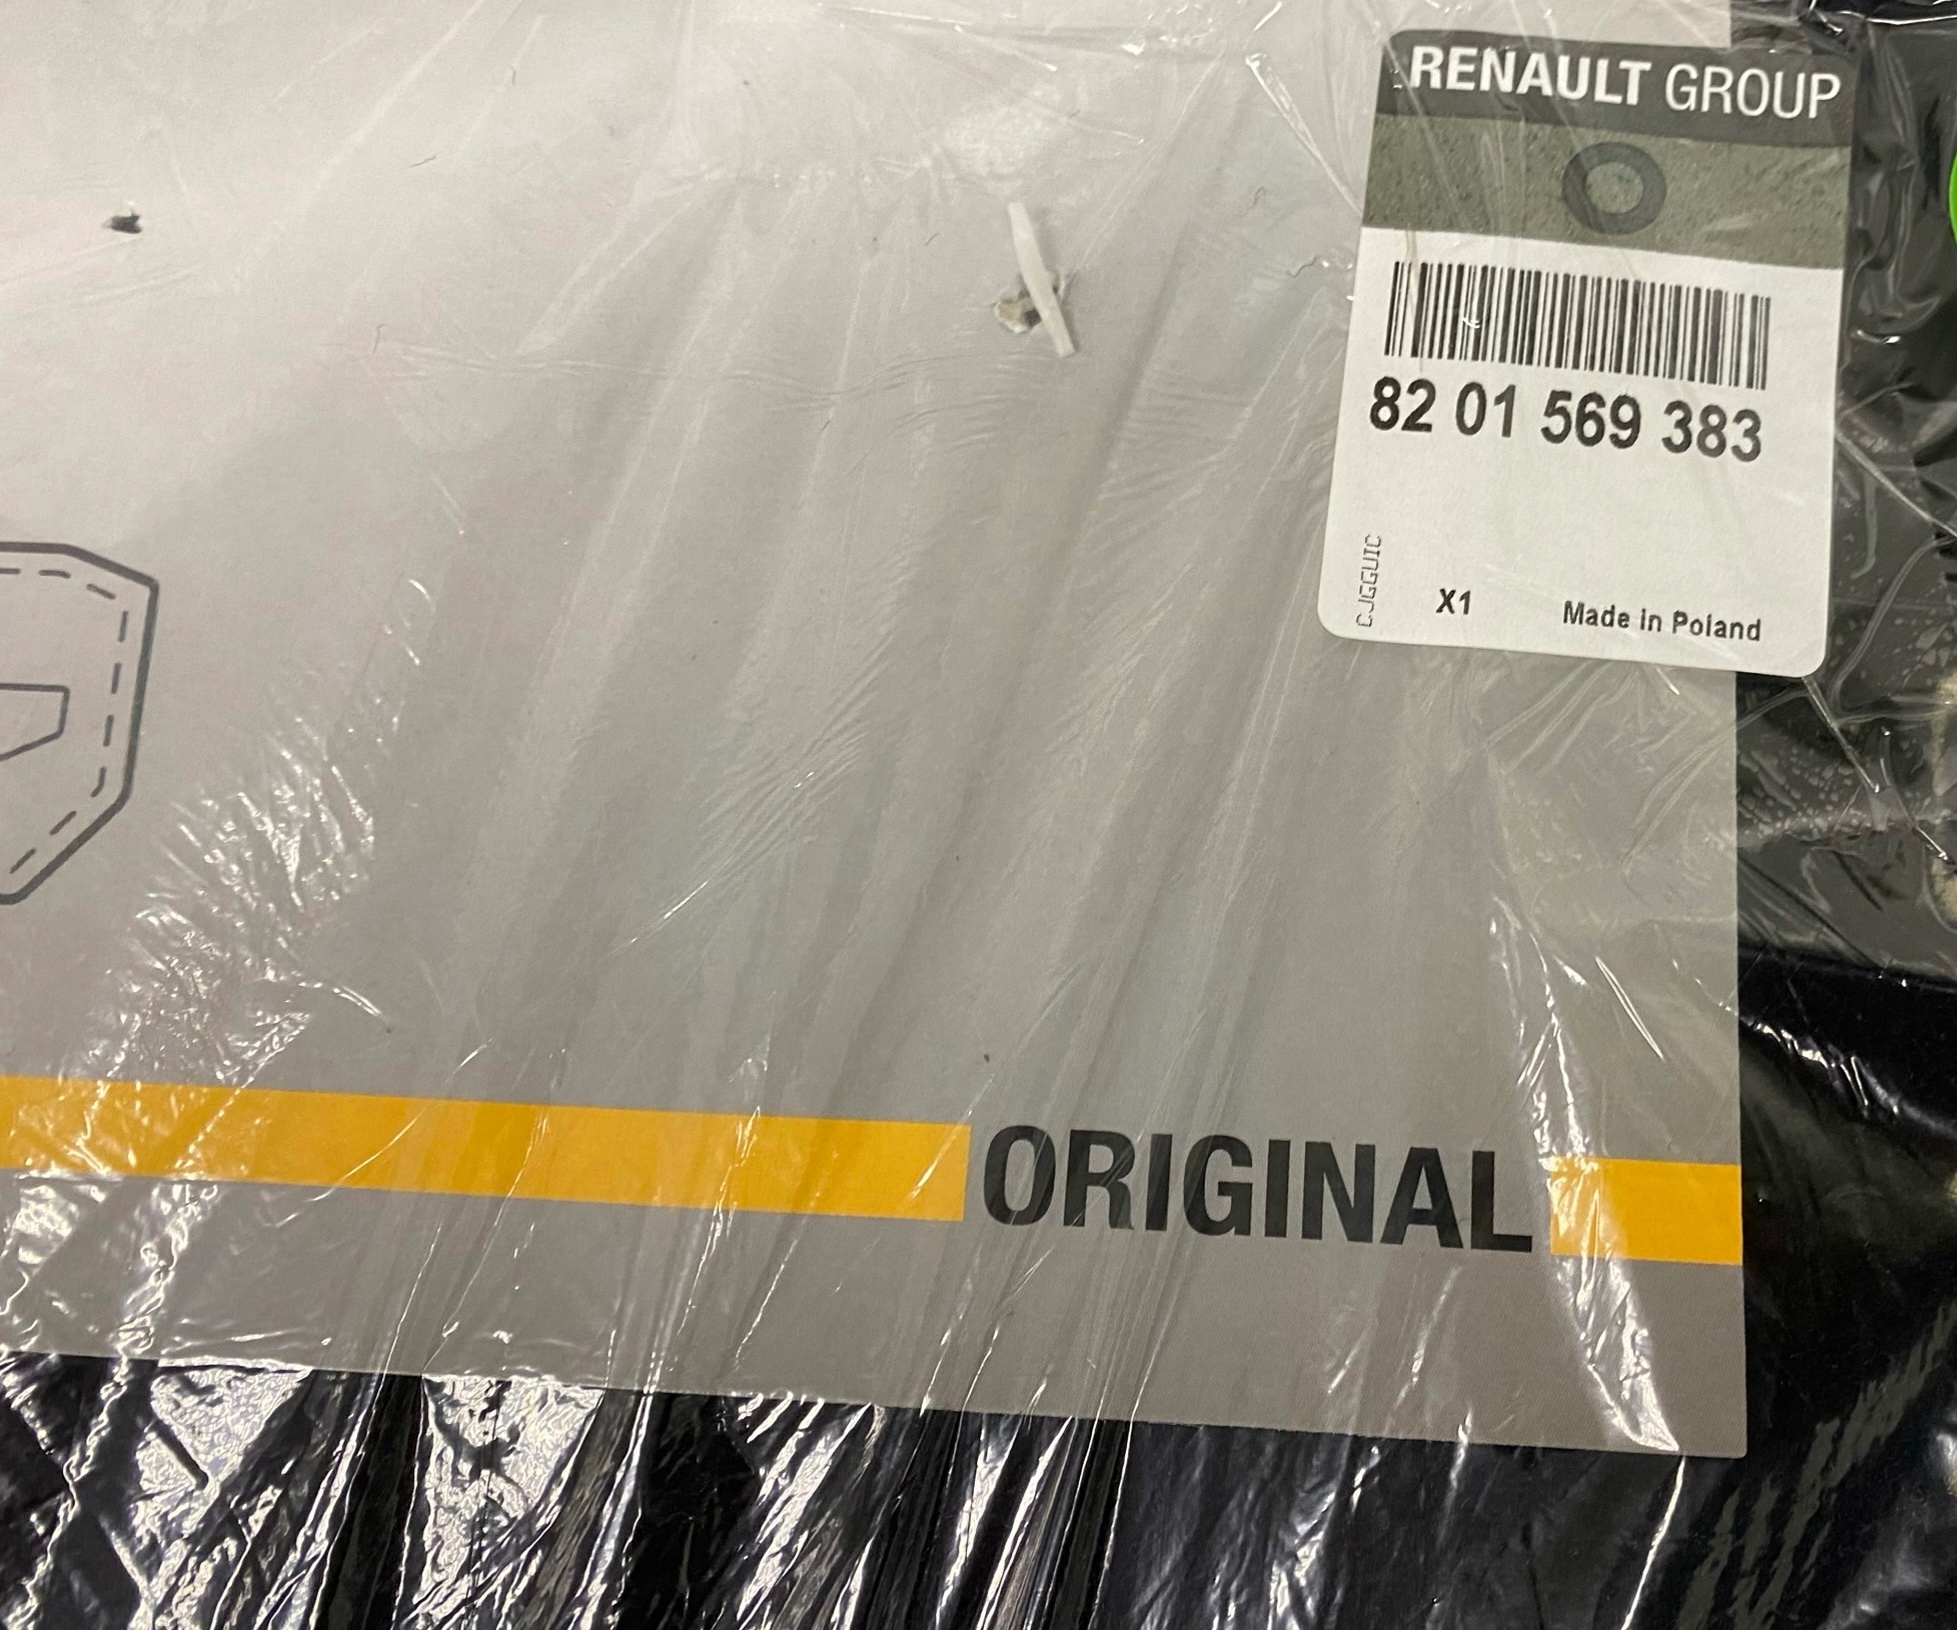 RENAULT GROUP
82 01 569 383
CJGGUIC
X1 Made in Poland
ORIGINAL